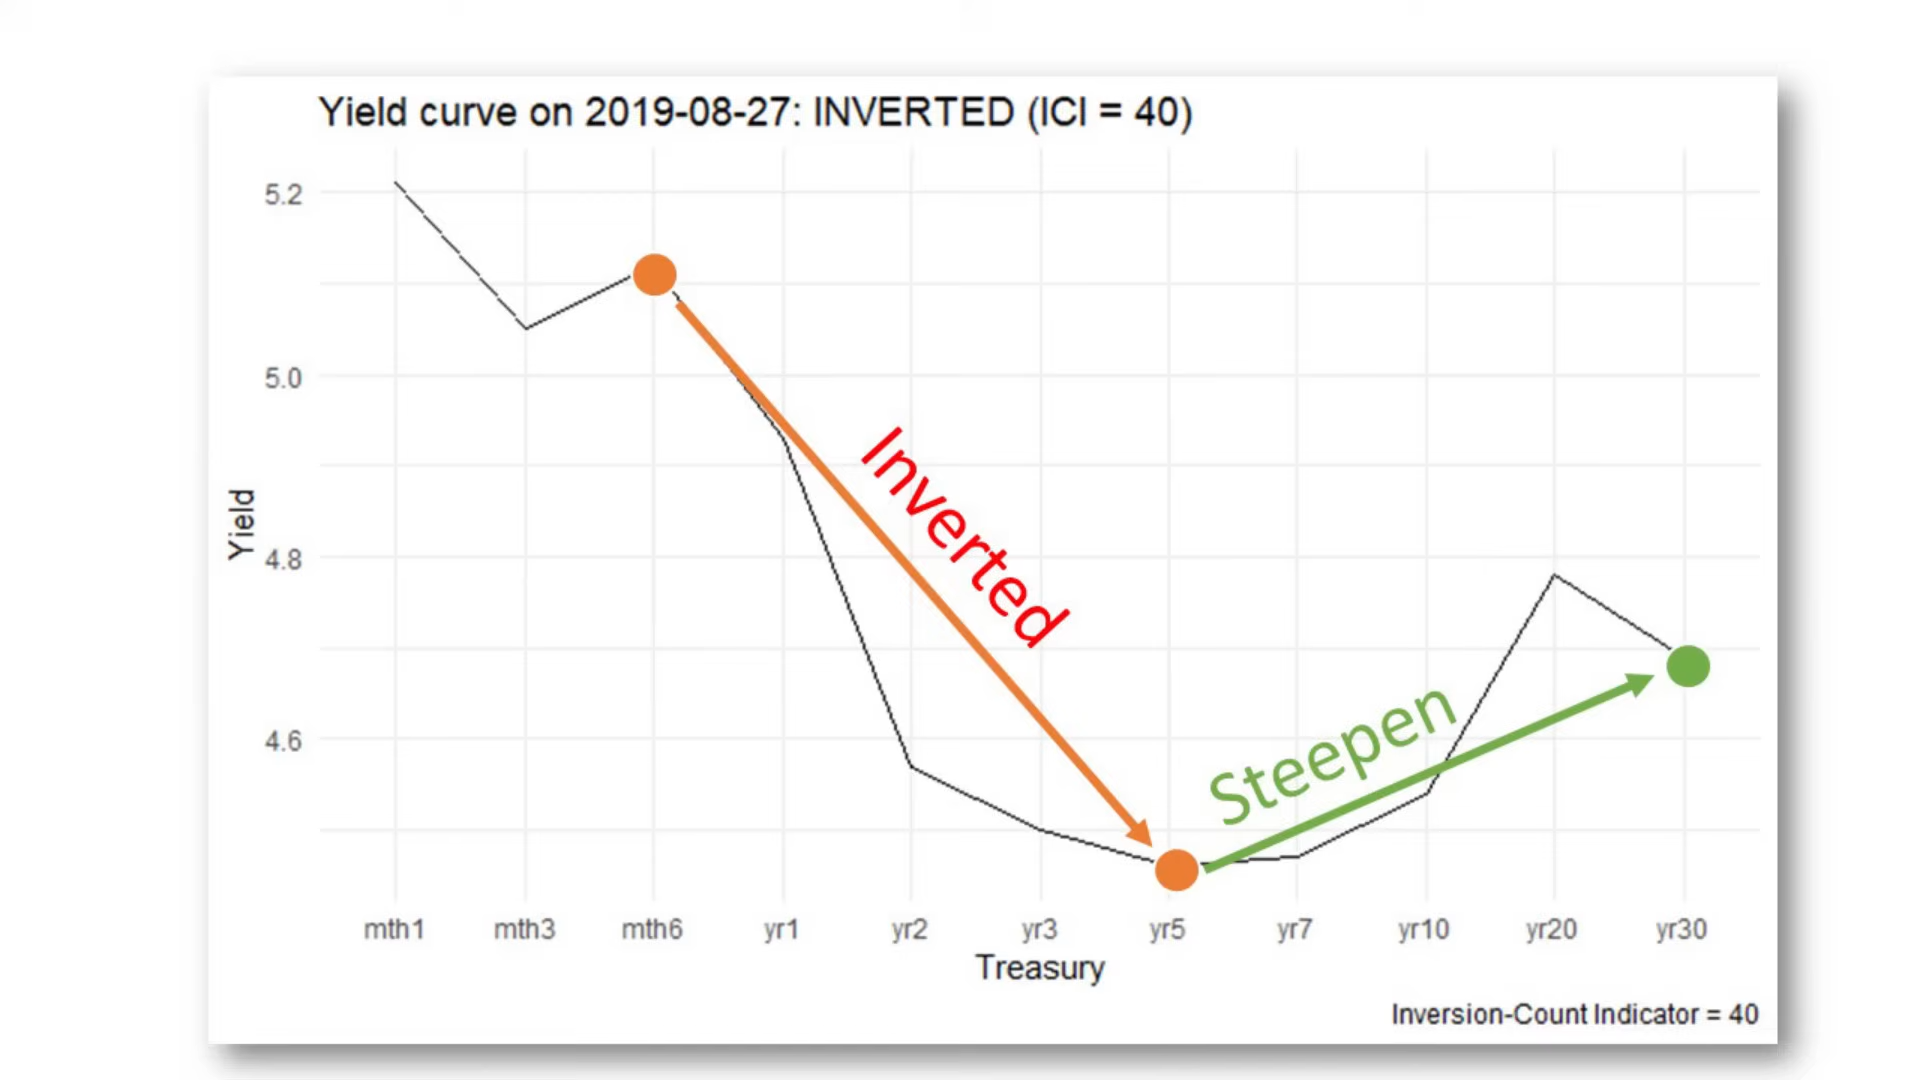 Yield curve on 2019-08-27: INVERTED (ICI = 40)
5.2
5.0
4.8
4.6
Yield
Inverted
Steepen
mth1 mth3 mth6 yr1 yr2 yr3 yr5 yr7 yr10 yr20 yr30
Treasury
Inversion-Count Indicator = 40